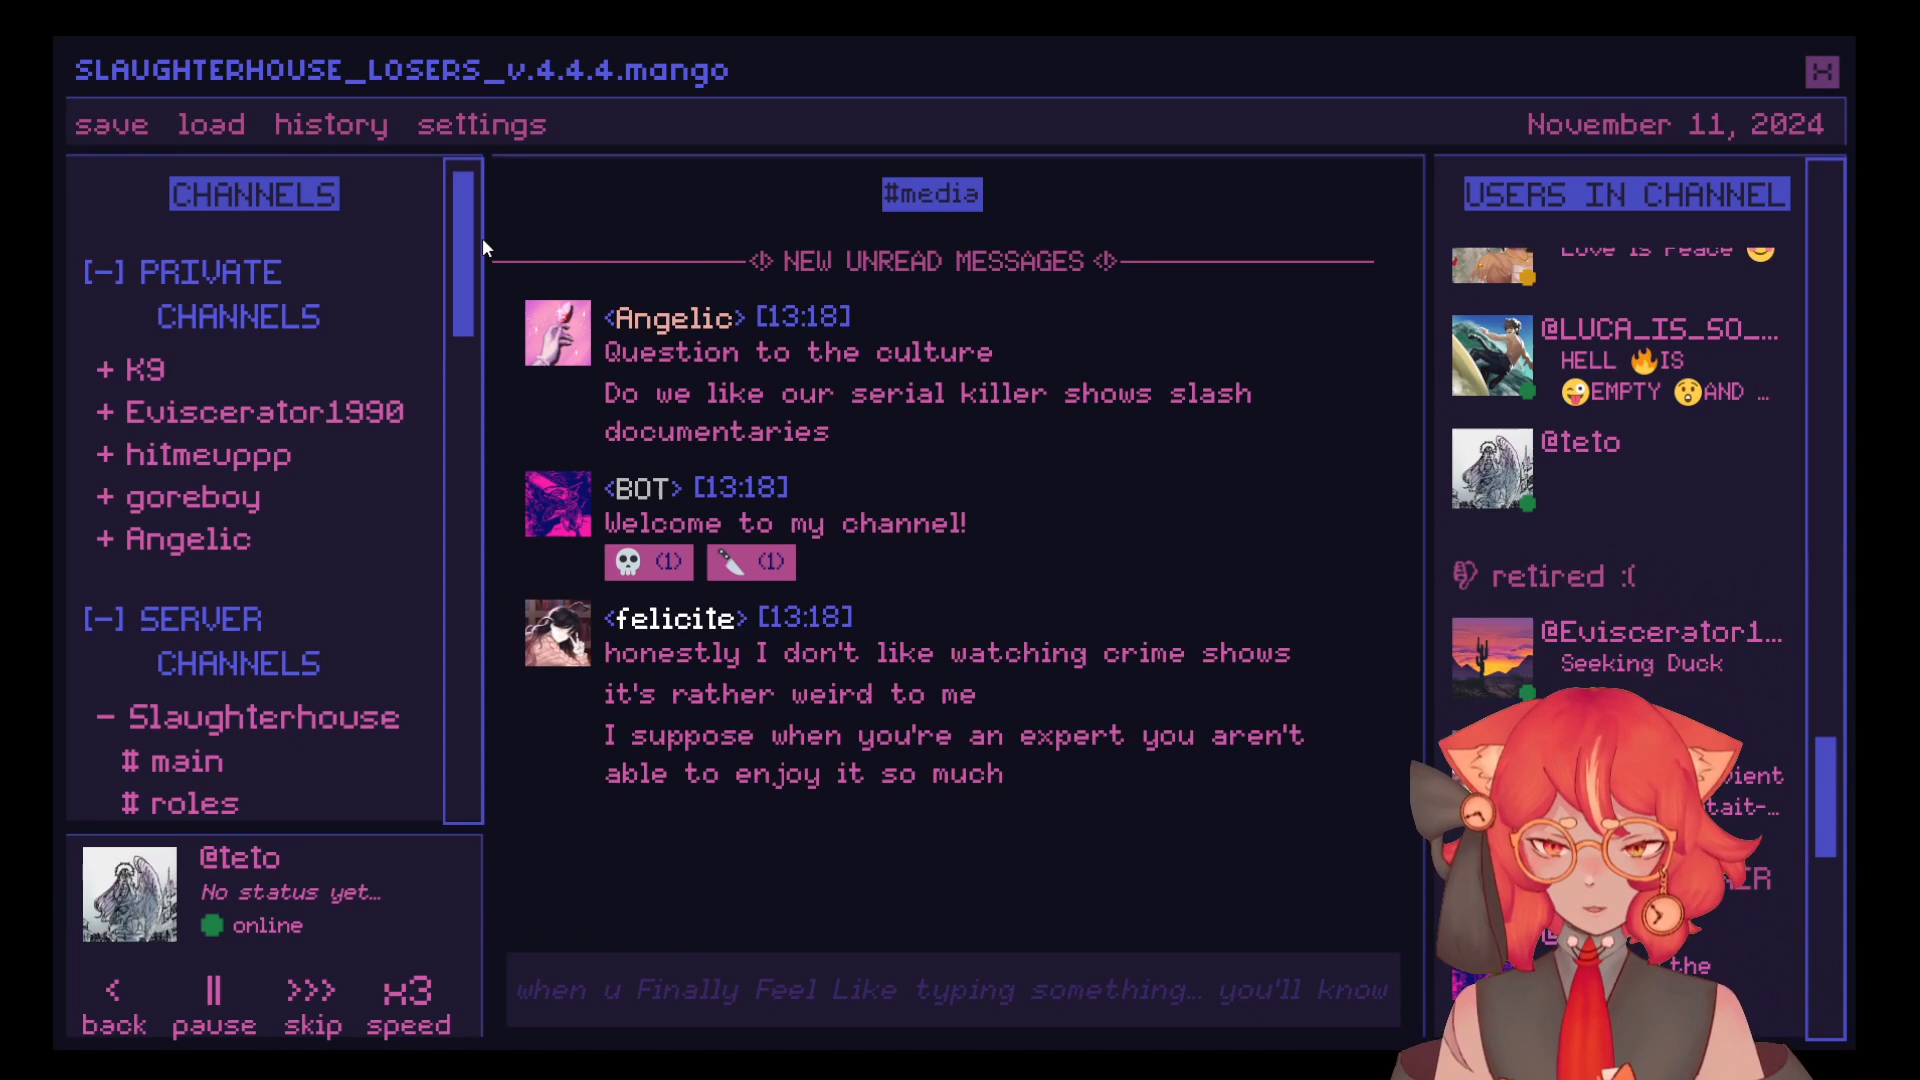 SLAUGHTERHOUSE_LOSERS_v.4.4.4.mango
save load history settings
November 11, 2024
CHANNELS
[-] PRIVATE
CHANNELS
+ K9
+ Eviscerator1990
+ hitmeuppp
+ goreboy
+ Angelic
[-] SERVER
CHANNELS
- Slaughterhouse
# main
# roles
@teto
No status yet…
online
< || >>> x3
back pause skip speed
#media
NEW UNREAD MESSAGES
<Angelic> [13:18]
Question to the culture
Do we like our serial killer shows slash
documentaries
<BOT> [13:18]
Welcome to my channel!
(1) (1)
<felicite> [13:18]
honestly I don't like watching crime shows
it's rather weird to me
I suppose when you're an expert you aren't
able to enjoy it so much
when u Finally Feel Like typing something… you'll know
USERS IN CHANNEL
Love is Peace
@LUCA_IS_SO_…
HELL 🔥IS
😜EMPTY 😲AND …
@teto
retired :(
@Eviscerator1…
Seeking Duck
the